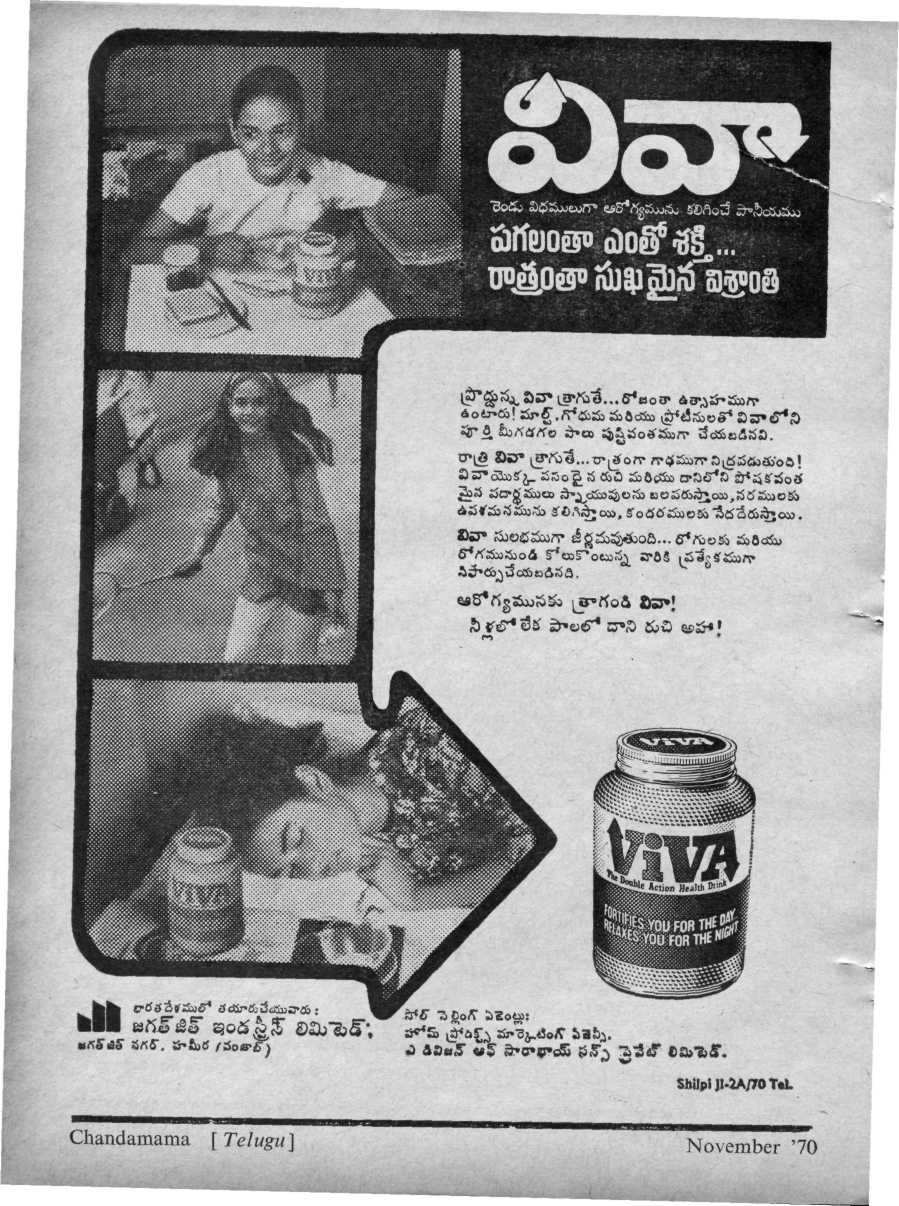 వివా
రెండు విధములుగా ఆరోగ్యమును కలిగించే పానీయము
పగలంతా ఎంతో శక్తి...
రాత్రంతా సుఖమైన విశ్రాంతి
ప్రొద్దున్న వివా త్రాగుతే...రోజంతా ఉత్సాహముగా
ఉంటారు! మాల్ట్, గోధుమ మరియు ప్రోటీనులతో వివాలోని
పూర్తి మీగడగల పాలు పుష్టివంతముగా చేయబడినవి.
రాత్రి వివా త్రాగుతే...రాత్రంగా గాఢముగా నిద్రపడుతుంది!
వివాయొక్క పసందైన రుచి మరియు దానిలోని పోషకవంత
మైన పదార్థములు స్నాయువులను బలపరుస్తాయి, నరములకు
ఉపశమనమును కలిగిస్తాయి, కండరములకు సేదదేరుస్తాయి.
వివా సులభముగా జీర్ణమవుతుంది... రోగులకు మరియు
రోగమునుండి కోలుకొంటున్న వారికి ప్రత్యేకముగా
సిఫార్సుచేయబడినది.
ఆరోగ్యమునకు త్రాగండి వివా!
నీళ్లలో లేక పాలలో దాని రుచి అహా!
VIVA
VIVA
VIVA
ViVA
The Double Action Health Drink
FORTIFIES YOU FOR THE DAY
RELAXES YOU FOR THE NIGHT
భారతదేశములో తయారుచేయువారు:
జగత్‌జిత్ ఇండస్ట్రీస్ లిమిటెడ్;
జగత్‌జిత్ నగర్. హమీర (పంజాబ్)
సోల్ సెల్లింగ్ ఏజెంట్లు:
హోమ్ ప్రోడక్ట్స్ మార్కెటింగ్ ఏజెన్సీ.
ఎ డివిజన్ ఆఫ్ సారాభాయ్ సన్స్ ప్రైవేట్ లిమిటెడ్.
Shilpi JI-2A/70 Tel.
Chandamama [Telugu]
November '70